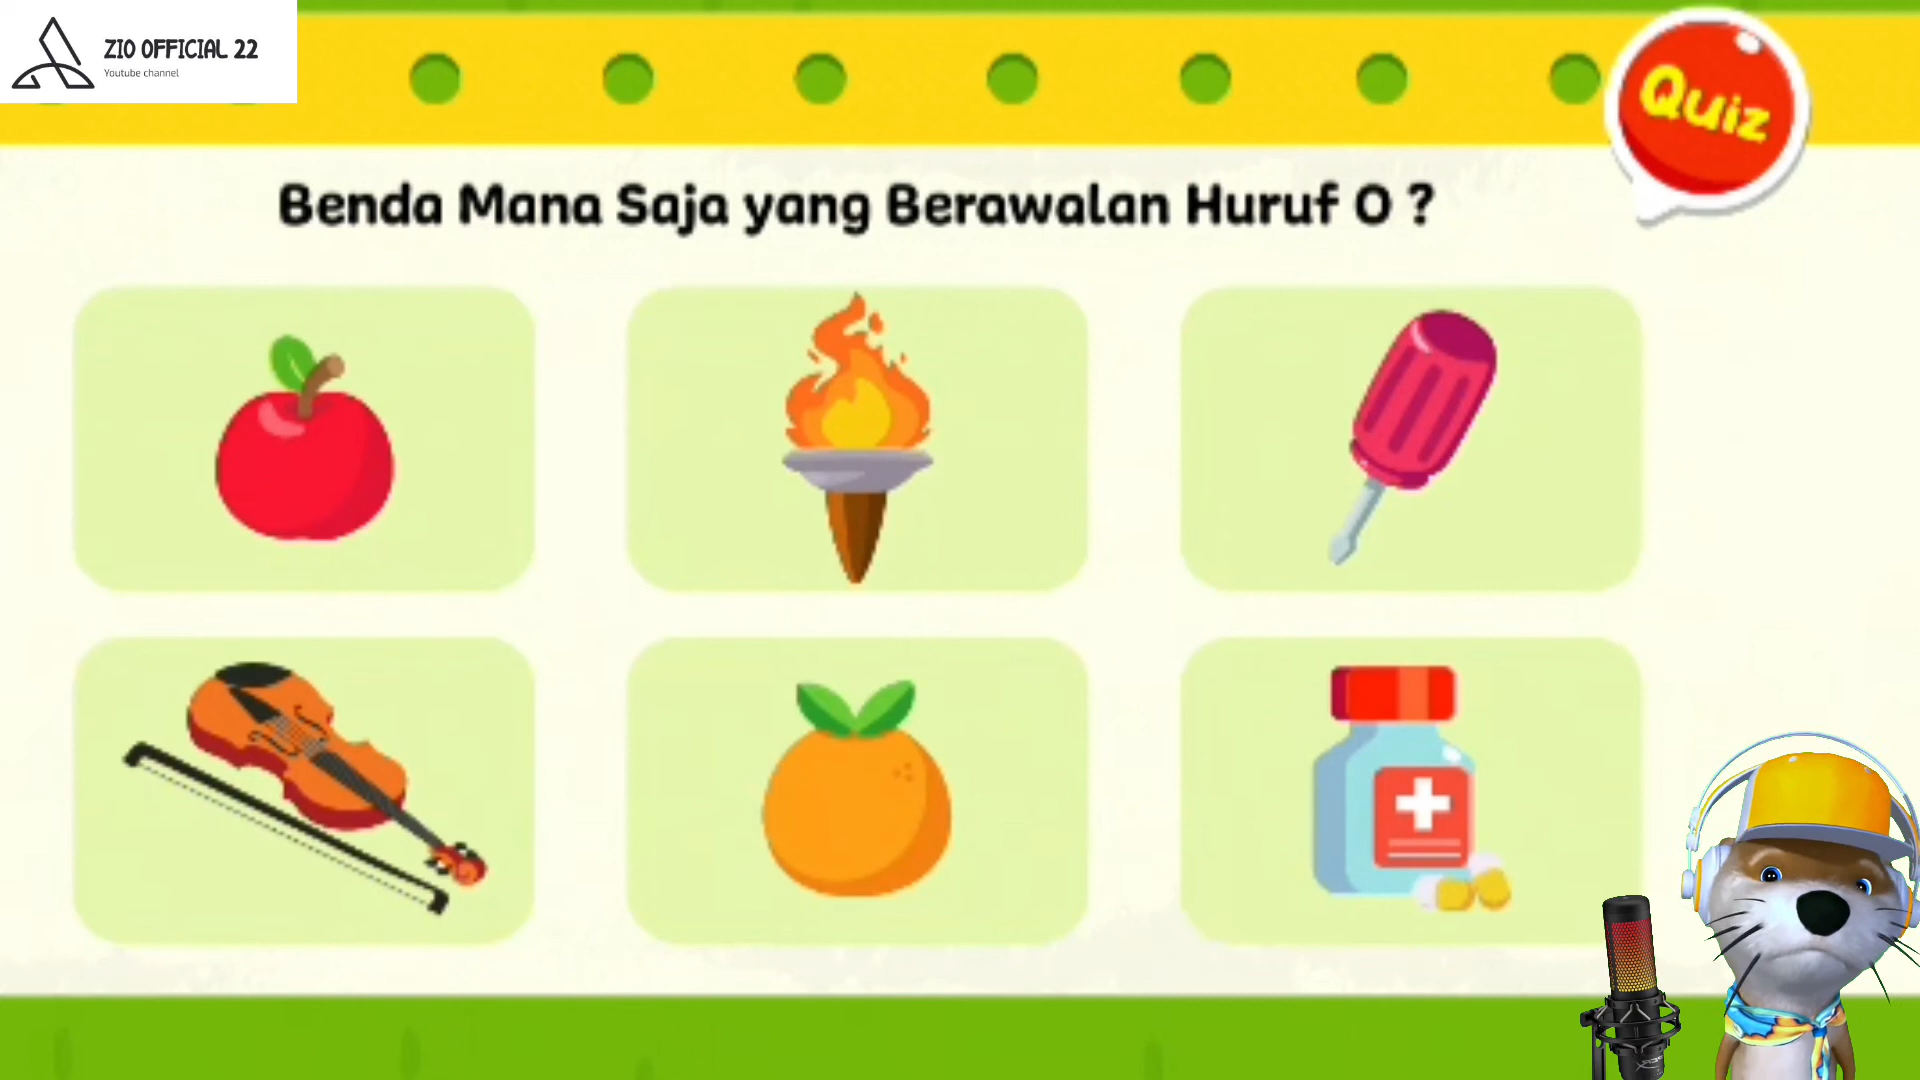 ZIO OFFICIAL 22
Youtube channel
Quiz
Benda Mana Saja yang Berawalan Huruf O ?